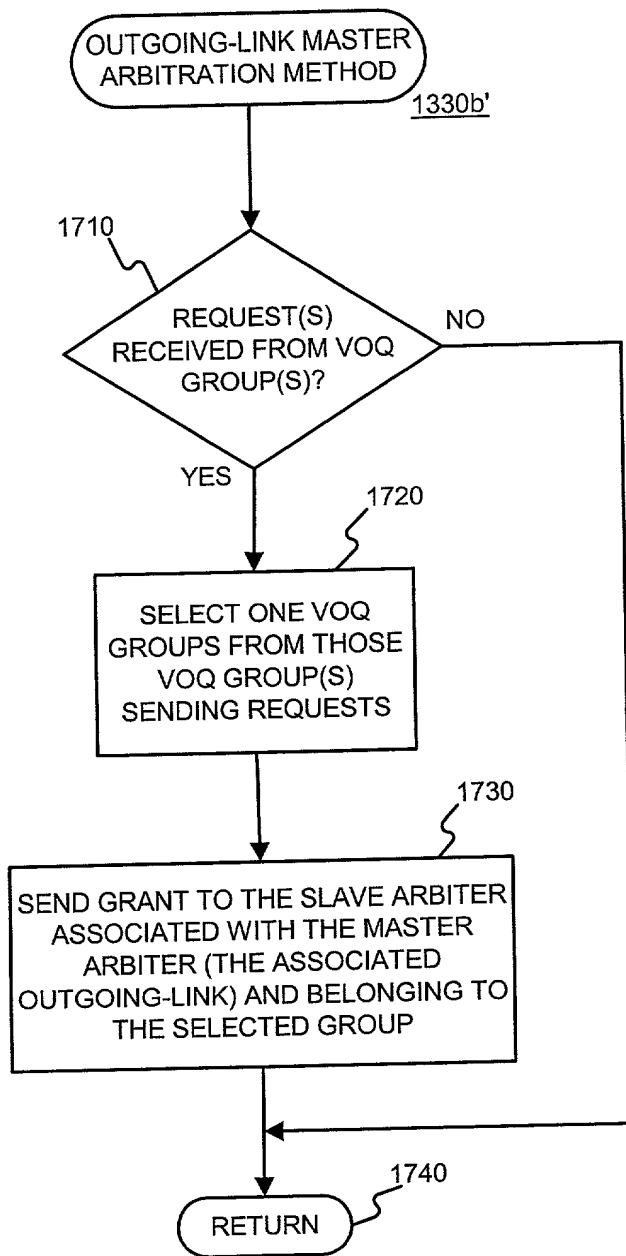 OUTGOING-LINK MASTER
ARBITRATION METHOD
1330b'
1710
REQUEST(S)
RECEIVED FROM VOQ
GROUP(S)?
NO
YES
1720
SELECT ONE VOQ
GROUPS FROM THOSE
VOQ GROUP(S)
SENDING REQUESTS
1730
SEND GRANT TO THE SLAVE ARBITER
ASSOCIATED WITH THE MASTER
ARBITER (THE ASSOCIATED
OUTGOING-LINK) AND BELONGING TO
THE SELECTED GROUP
1740
RETURN